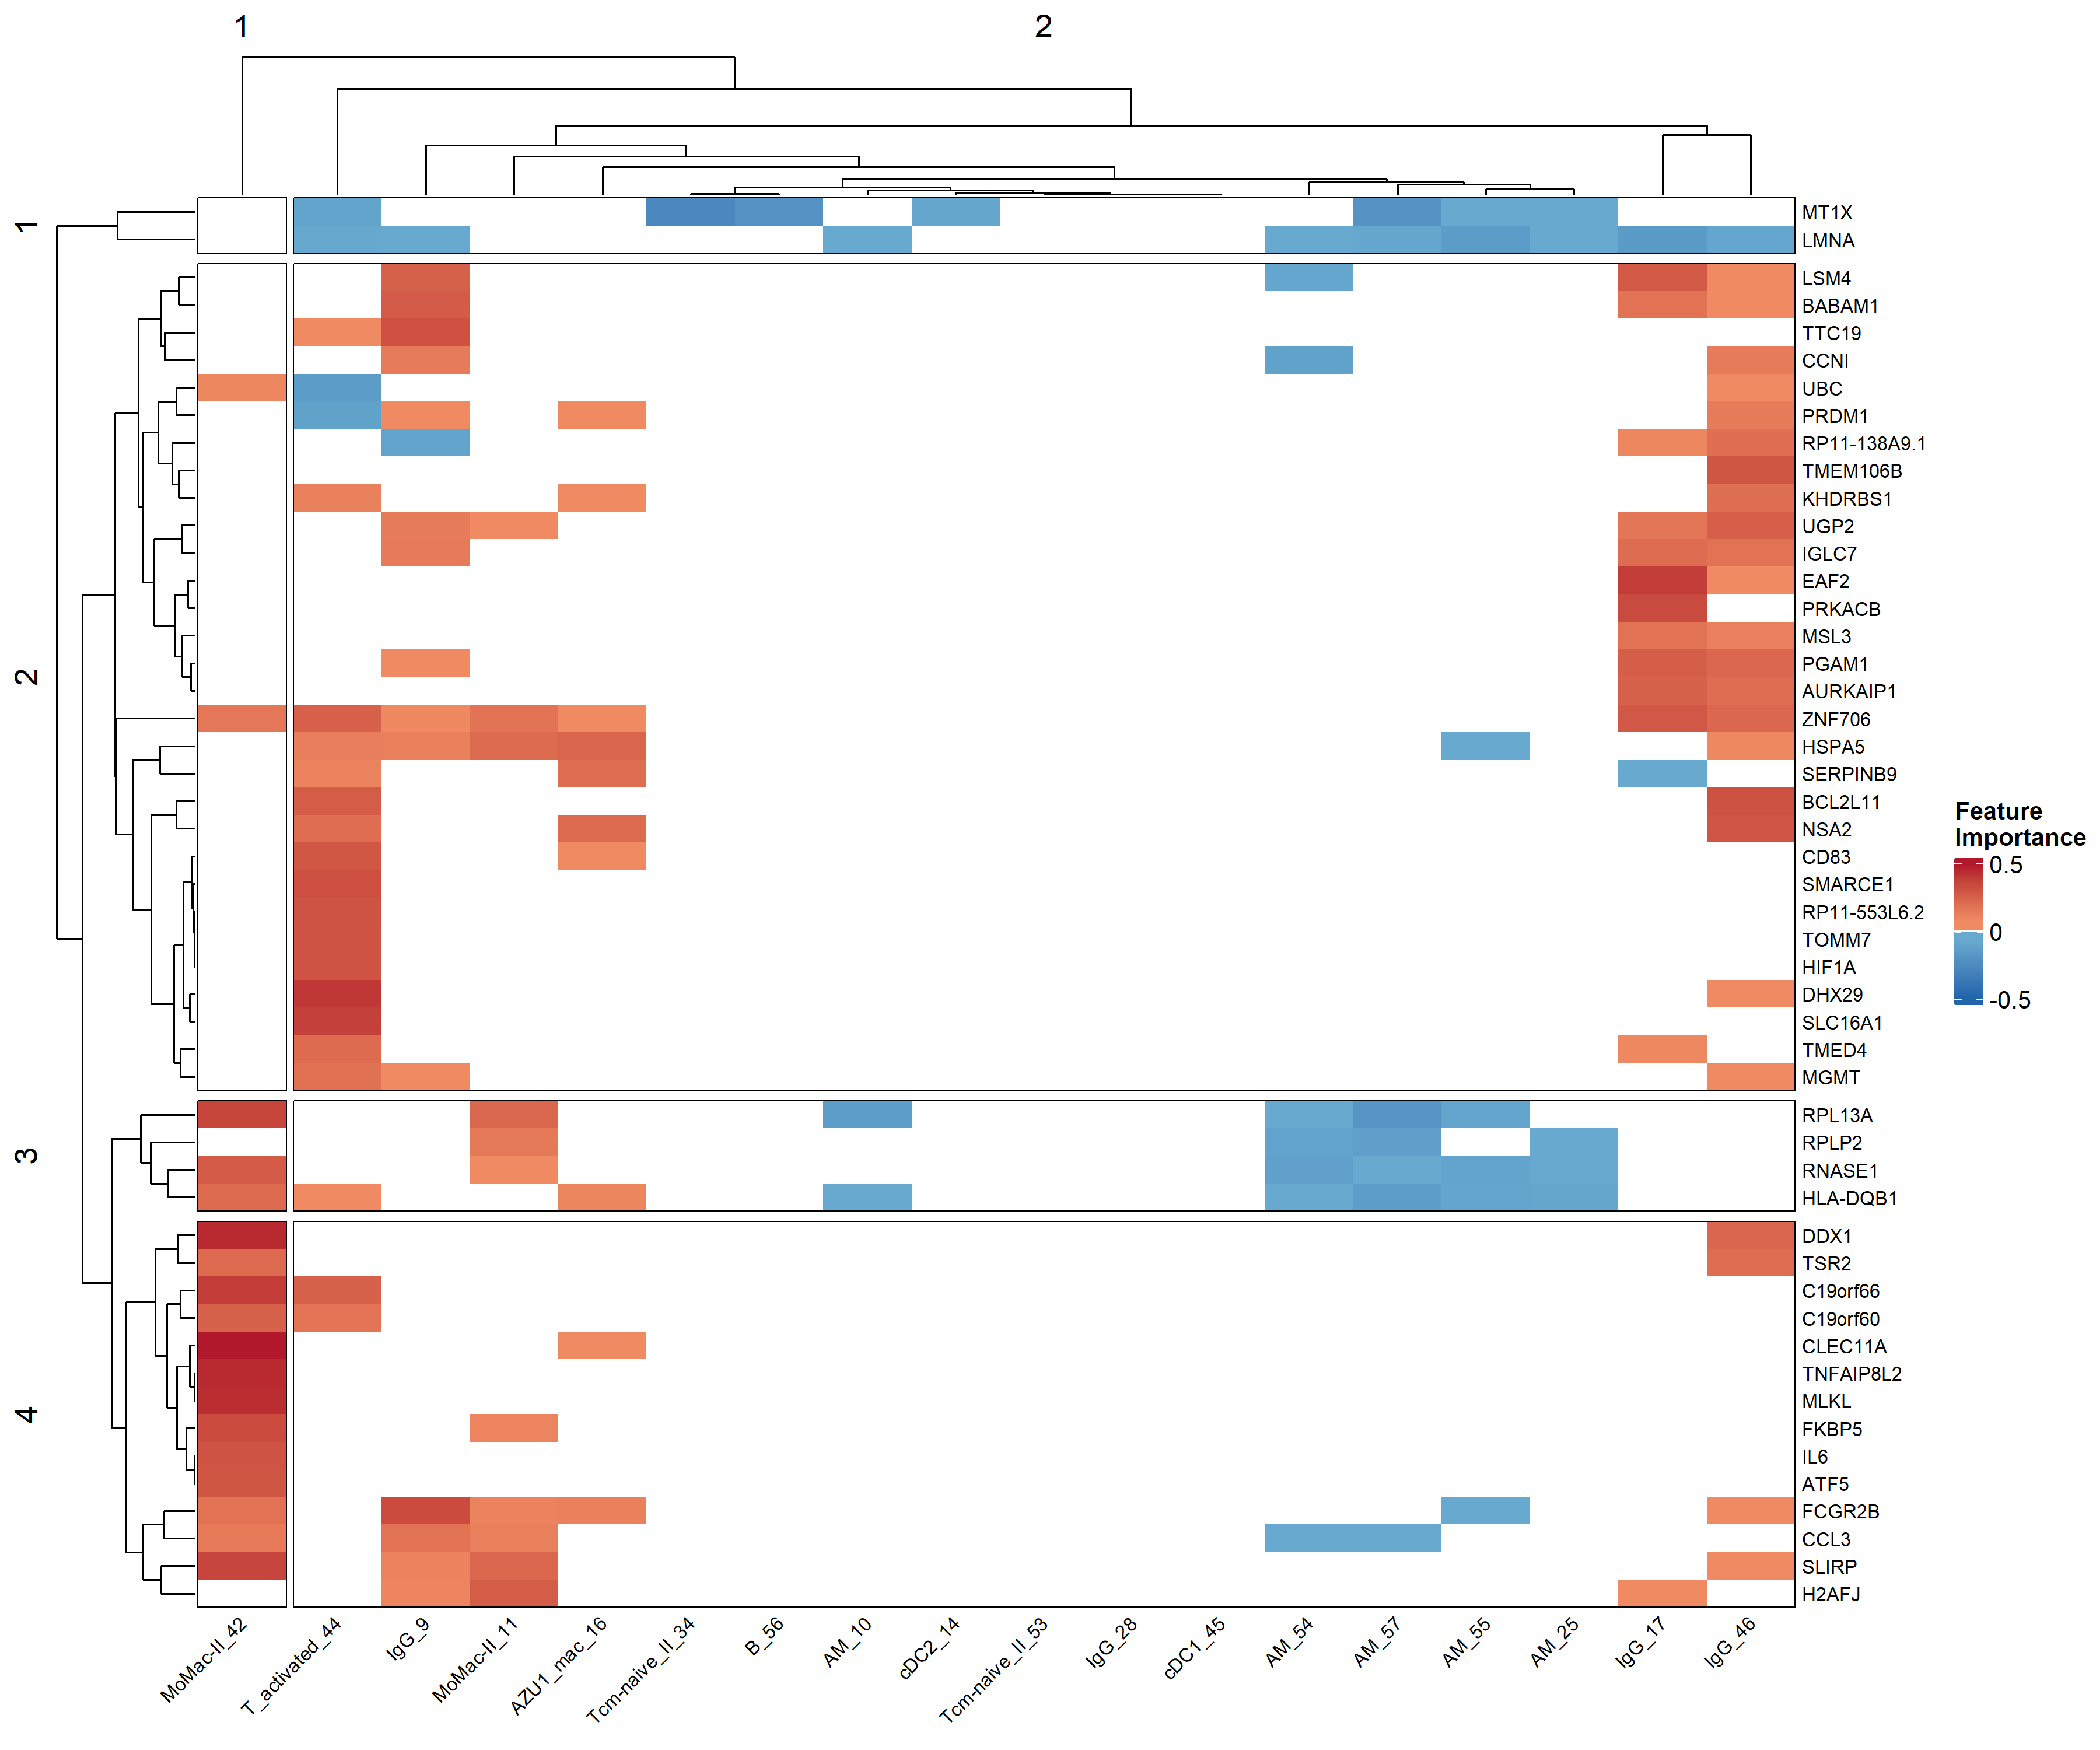 1
2
1
2
3
4
MT1X
LMNA
LSM4
BABAM1
TTC19
CCNI
UBC
PRDM1
RP11-138A9.1
TMEM106B
KHDRBS1
UGP2
IGLC7
EAF2
PRKACB
MSL3
PGAM1
AURKAIP1
ZNF706
HSPA5
SERPINB9
BCL2L11
NSA2
CD83
SMARCE1
RP11-553L6.2
TOMM7
HIF1A
DHX29
SLC16A1
TMED4
MGMT
RPL13A
RPLP2
RNASE1
HLA-DQB1
DDX1
TSR2
C19orf66
C19orf60
CLEC11A
TNFAIP8L2
MLKL
FKBP5
IL6
ATF5
FCGR2B
CCL3
SLIRP
H2AFJ
MoMac-II_42
T_activated_44
IgG_9
MoMac-II_11
AZU1_mac_16
Tcm-naive_II_34
B_56
AM_10
cDC2_14
Tcm-naive_II_53
IgG_28
cDC1_45
AM_54
AM_57
AM_55
AM_25
IgG_17
IgG_46
Feature
Importance
0.5
0
-0.5